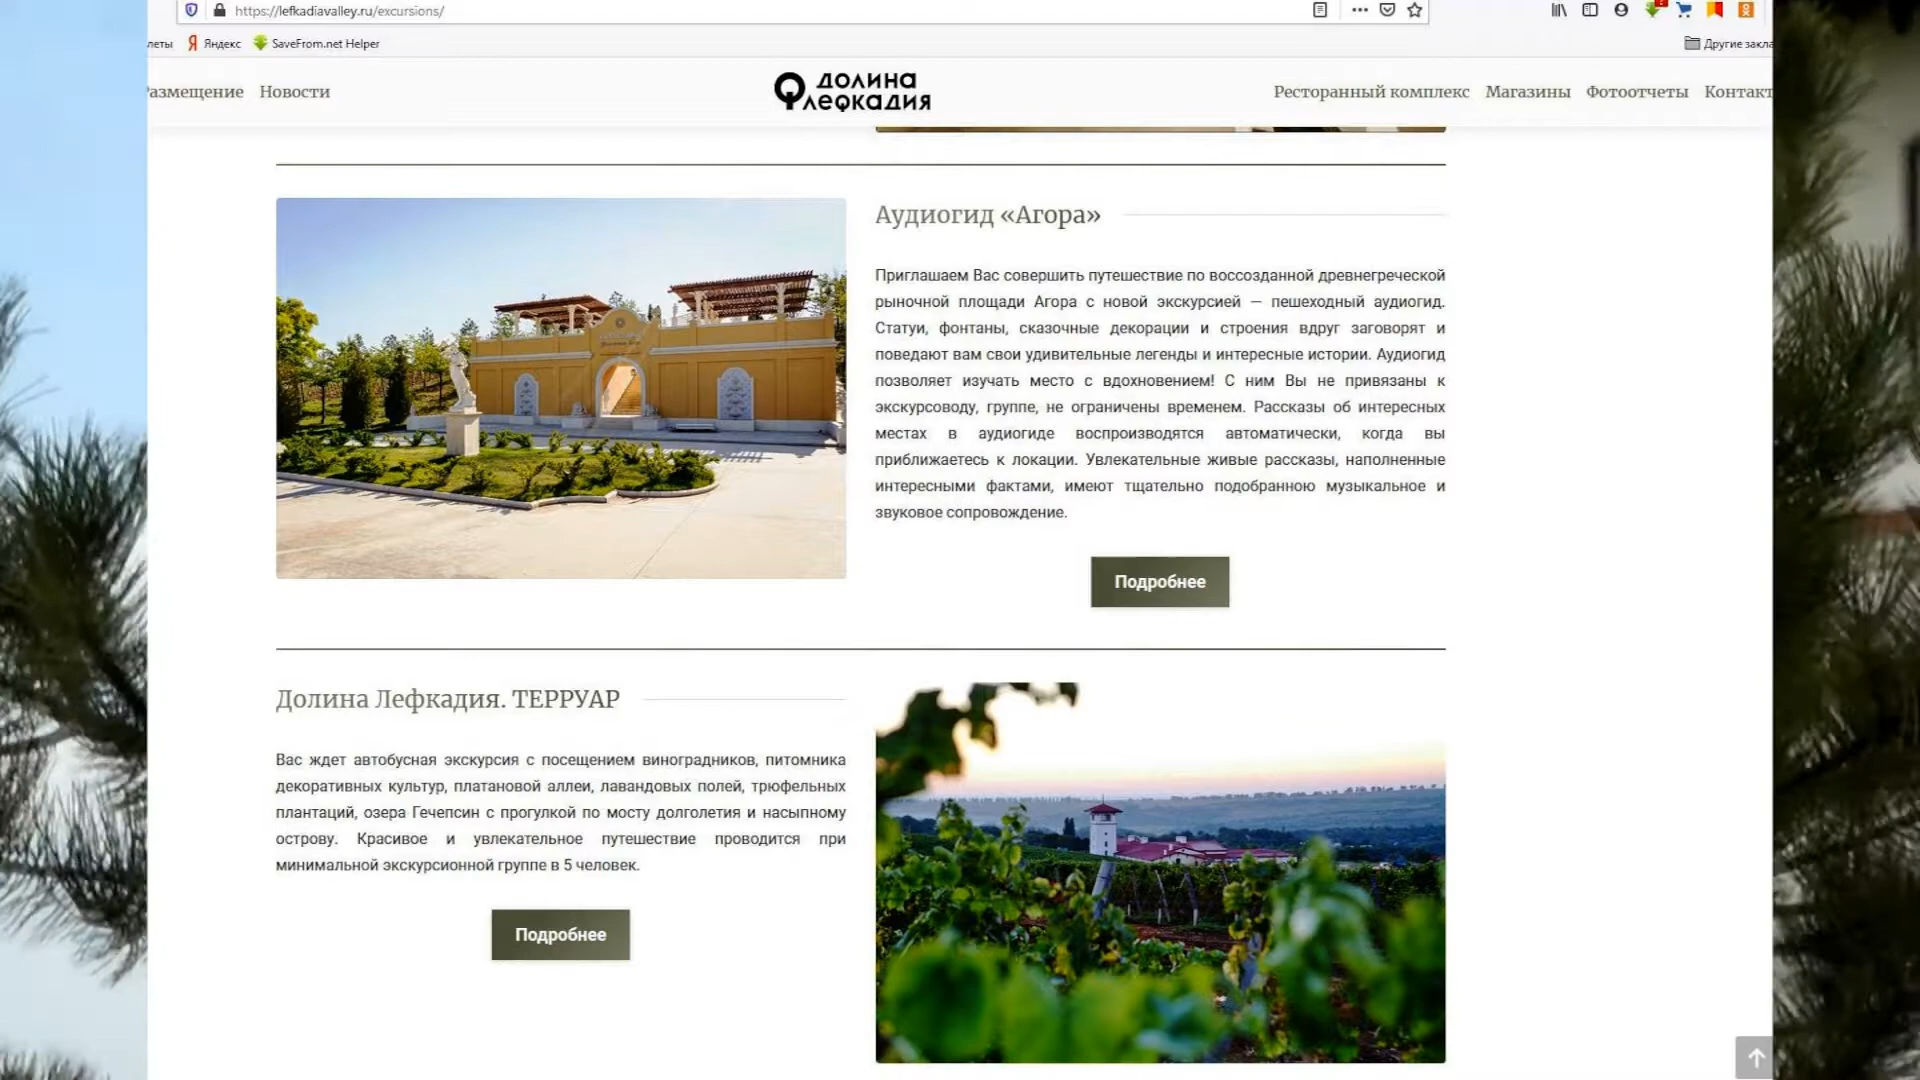 https://lefkadiavalley.ru/excursions/
Яндекс
SaveFrom.net Helper
Размещение
Новости
ДОЛИНА
ЛЕФКАДИЯ
Ресторанный комплекс
Магазины
Фотоотчеты
Контакт
Аудиогид «Агора»
Приглашаем Вас совершить путешествие по воссозданной древнегреческой
рыночной площади Агора с новой экскурсией — пешеходный аудиогид.
Статуи, фонтаны, сказочные декорации и строения вдруг заговорят и
поведают вам свои удивительные легенды и интересные истории. Аудиогид
позволяет изучать место с вдохновением! С ним Вы не привязаны к
экскурсоводу, группе, не ограничены временем. Рассказы об интересных
местах в аудиогиде воспроизводятся автоматически, когда вы
приближаетесь к локации. Увлекательные живые рассказы, наполненные
интересными фактами, имеют тщательно подобранною музыкальное и
звуковое сопровождение.
Подробнее
Долина Лефкадия. ТЕРРУАР
Вас ждет автобусная экскурсия с посещением виноградников, питомника
декоративных культур, платановой аллеи, лавандовых полей, трюфельных
плантаций, озера Гечепсин с прогулкой по мосту долголетия и насыпному
острову. Красивое и увлекательное путешествие проводится при
минимальной экскурсионной группе в 5 человек.
Подробнее